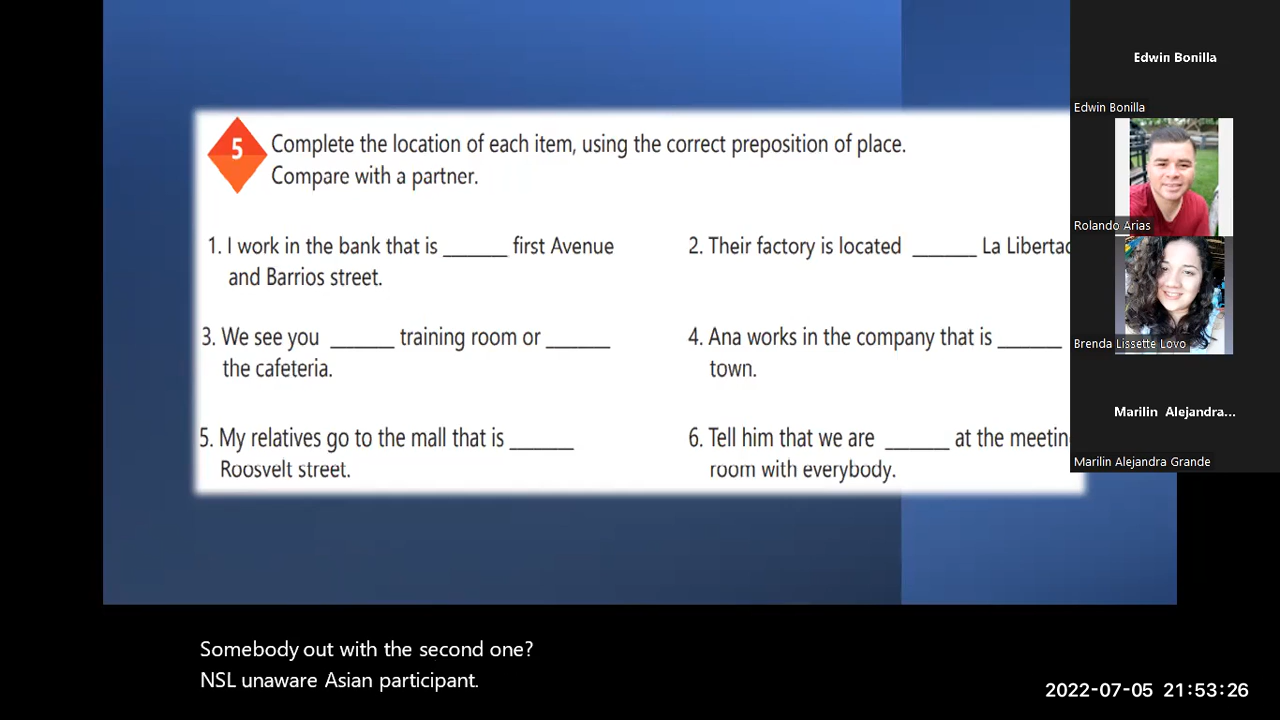 5
Complete the location of each item, using the correct preposition of place.
Compare with a partner.
1. I work in the bank that is ______ first Avenue
and Barrios street.
2. Their factory is located ______ La Libertad
3. We see you ______ training room or ______
the cafeteria.
4. Ana works in the company that is ______
town.
5. My relatives go to the mall that is ______
Roosvelt street.
6. Tell him that we are ______ at the meetin
room with everybody.
Edwin Bonilla
Edwin Bonilla
Rolando Arias
Brenda Lissette Lovo
Marilin Alejandra...
Marilin Alejandra Grande
Somebody out with the second one?
NSL unaware Asian participant.
2022-07-05 21:53:26